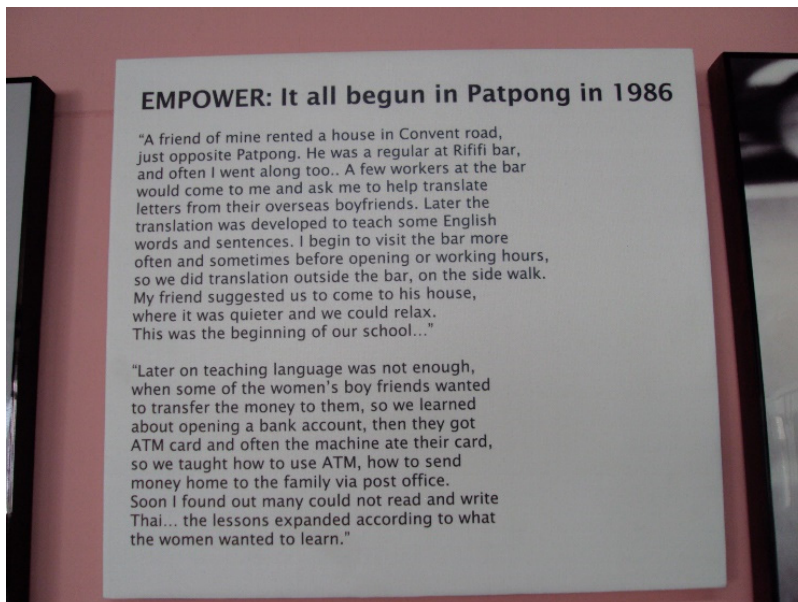 EMPOWER: It all begun in Patpong in 1986
“A friend of mine rented a house in Convent road,
just opposite Patpong. He was a regular at Rififi bar,
and often I went along too.. A few workers at the bar
would come to me and ask me to help translate
letters from their overseas boyfriends. Later the
translation was developed to teach some English
words and sentences. I begin to visit the bar more
often and sometimes before opening or working hours,
so we did translation outside the bar, on the side walk.
My friend suggested us to come to his house,
where it was quieter and we could relax.
This was the beginning of our school...”
“Later on teaching language was not enough,
when some of the women’s boy friends wanted
to transfer the money to them, so we learned
about opening a bank account, then they got
ATM card and often the machine ate their card,
so we taught how to use ATM, how to send
money home to the family via post office.
Soon I found out many could not read and write
Thai... the lessons expanded according to what
the women wanted to learn.”